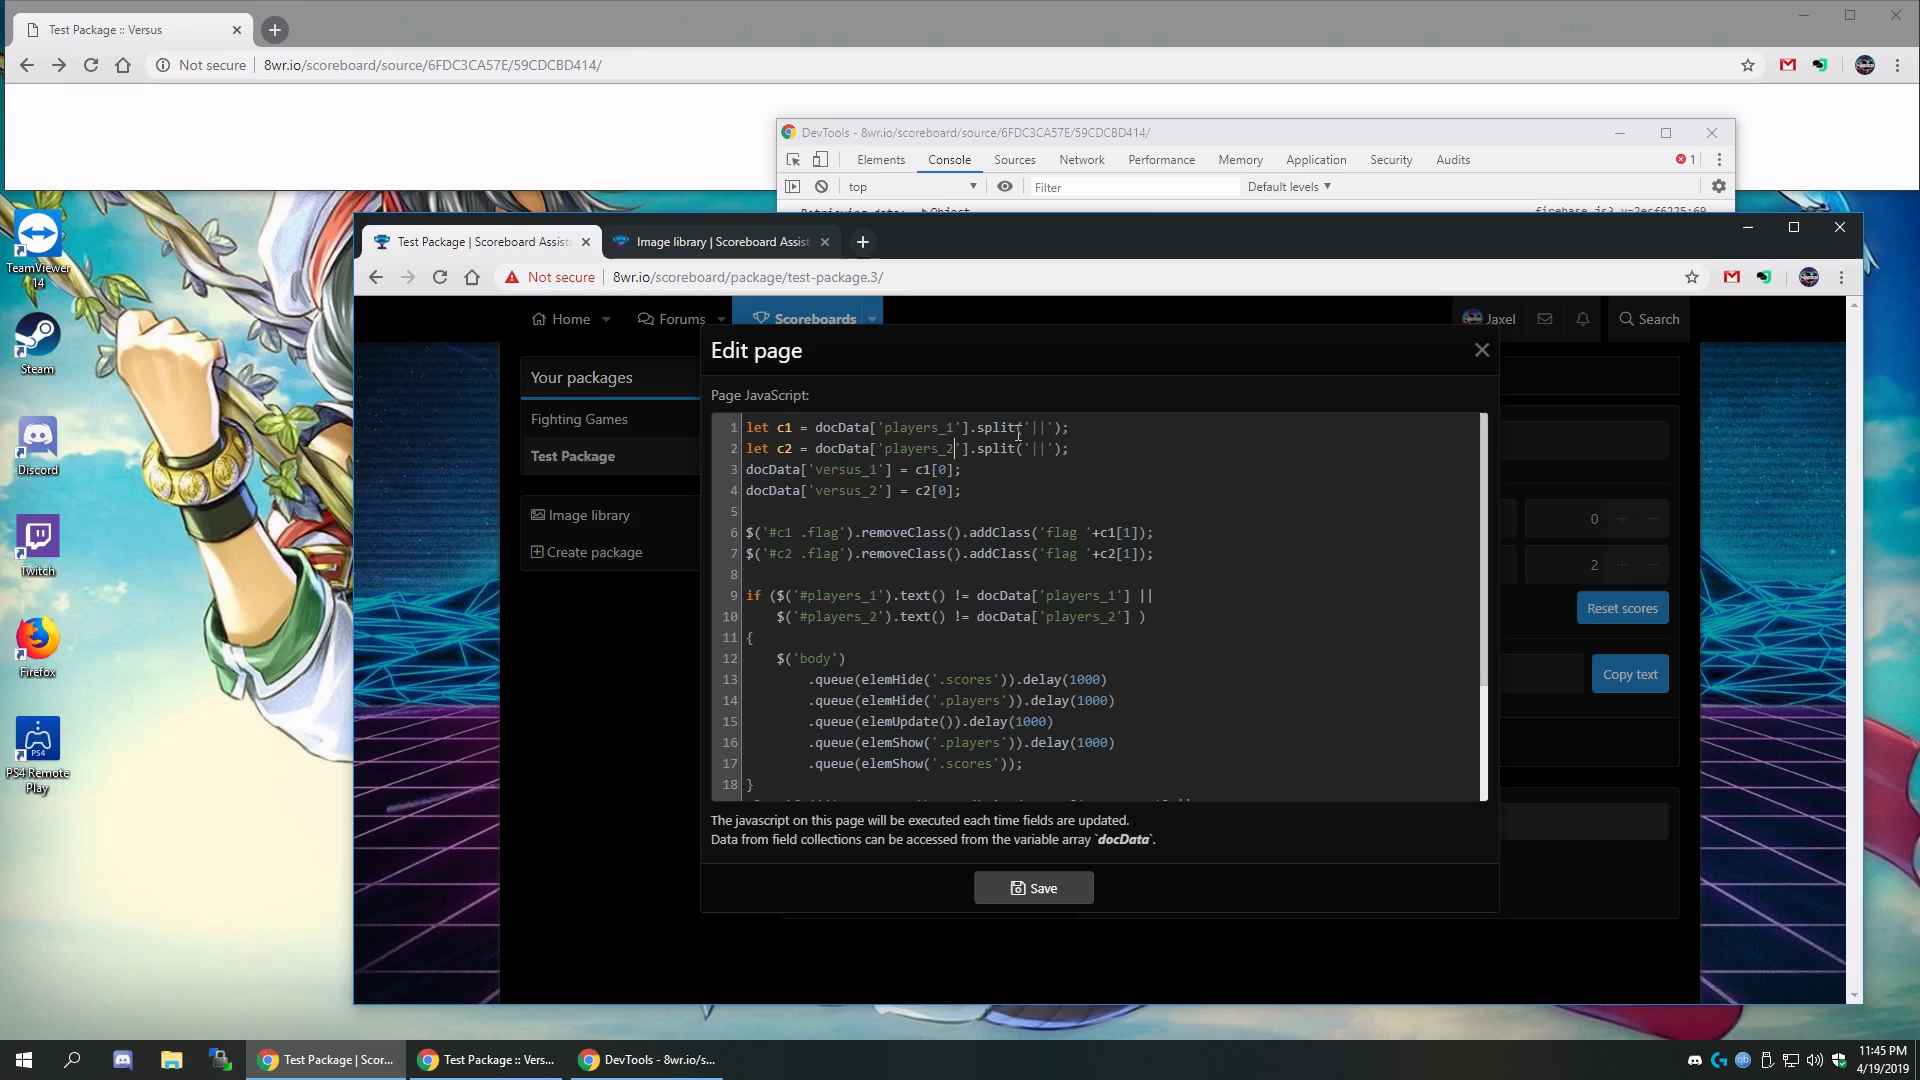 Test Package :: Versus
Not secure
8wr.io/scoreboard/source/6FDC3CA57E/59CDCBD414/
DevTools - 8wr.io/scoreboard/source/6FDC3CA57E/59CDCBD414/
Elements Console Sources Network Performance Memory Application Security Audits 1
top Filter Default levels
TeamViewer 14
Steam
Discord
Twitch
Firefox
PS4
PS4 Remote Play
Test Package | Scoreboard Assist
Image library | Scoreboard Assist
Not secure
8wr.io/scoreboard/package/test-package.3/
Home Forums Scoreboards Jaxel Search
Your packages
Fighting Games
Test Package
Image library
Create package
Edit page
Page JavaScript:
1 let c1 = docData['players_1'].split('||');
2 let c2 = docData['players_2'].split('||');
3 docData['versus_1'] = c1[0];
4 docData['versus_2'] = c2[0];
5
6 $('#c1 .flag').removeClass().addClass('flag '+c1[1]);
7 $('#c2 .flag').removeClass().addClass('flag '+c2[1]);
8
9 if ($('#players_1').text() != docData['players_1'] ||
10 $('#players_2').text() != docData['players_2'] )
11 {
12 $('body')
13 .queue(elemHide('.scores')).delay(1000)
14 .queue(elemHide('.players')).delay(1000)
15 .queue(elemUpdate()).delay(1000)
16 .queue(elemShow('.players')).delay(1000)
17 .queue(elemShow('.scores'));
18 }
The javascript on this page will be executed each time fields are updated.
Data from field collections can be accessed from the variable array `docData`.
Save
0 + −
2 + −
Reset scores
Copy text
Test Package | Scor...
Test Package :: Vers...
DevTools - 8wr.io/s...
11:45 PM
4/19/2019